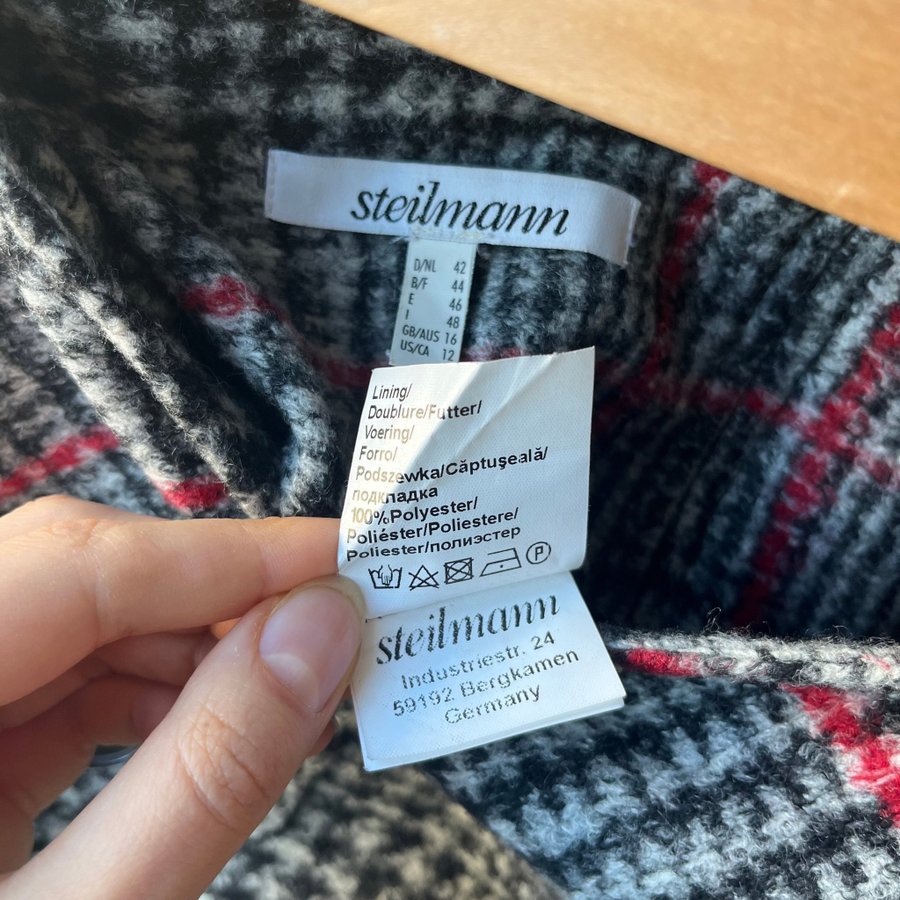 steilmann
D/NL 42
B/F 44
E 46
I 48
GB/AUS 16
US/CA 12
Lining/
Doublure/Futter/
Voering/
Forro/
Podszewka/Căptuşeală/
подкладка
100%Polyester/
Poliéster/Poliestere/
Poliester/полиэстер
P
steilmann
Industriestr. 24
59192 Bergkamen
Germany